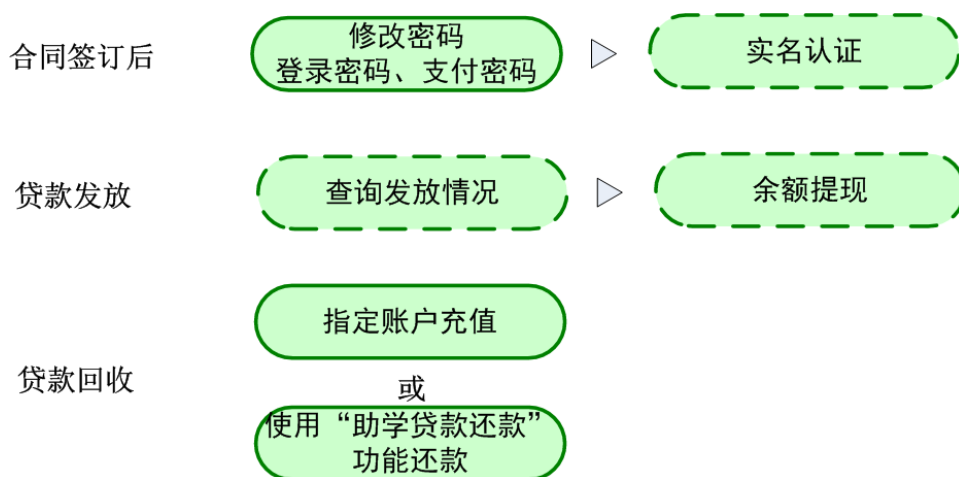 合同签订后
修改密码
登录密码、支付密码
实名认证
贷款发放
查询发放情况
余额提现
贷款回收
指定账户充值
或
使用“助学贷款还款”
功能还款